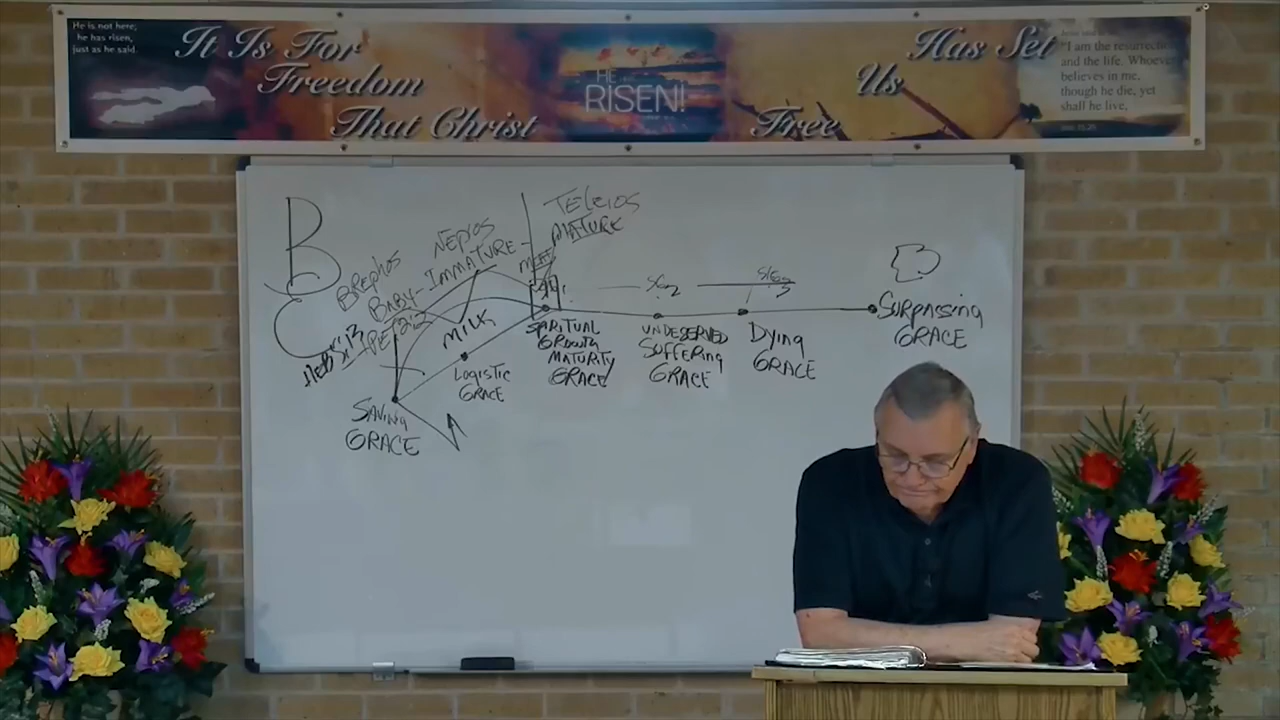 He is not here;
he has risen,
just as he said.
It Is For
Freedom
That Christ
HE
RISEN!
Has Set
Us
Free
"I am the resurrection
and the life. Whoever
believes in me,
though he die, yet
shall he live,
B
C
BREPHOS
BABY-
NEPIOS
IMMATURE
TELEIOS
MATURE
MILK
SAVING
GRACE
LOGISTIC
GRACE
SPIRITUAL
GROWTH
MATURITY
GRACE
UNDESERVED
SUFFERING
GRACE
DYING
GRACE
SURPASSING
GRACE